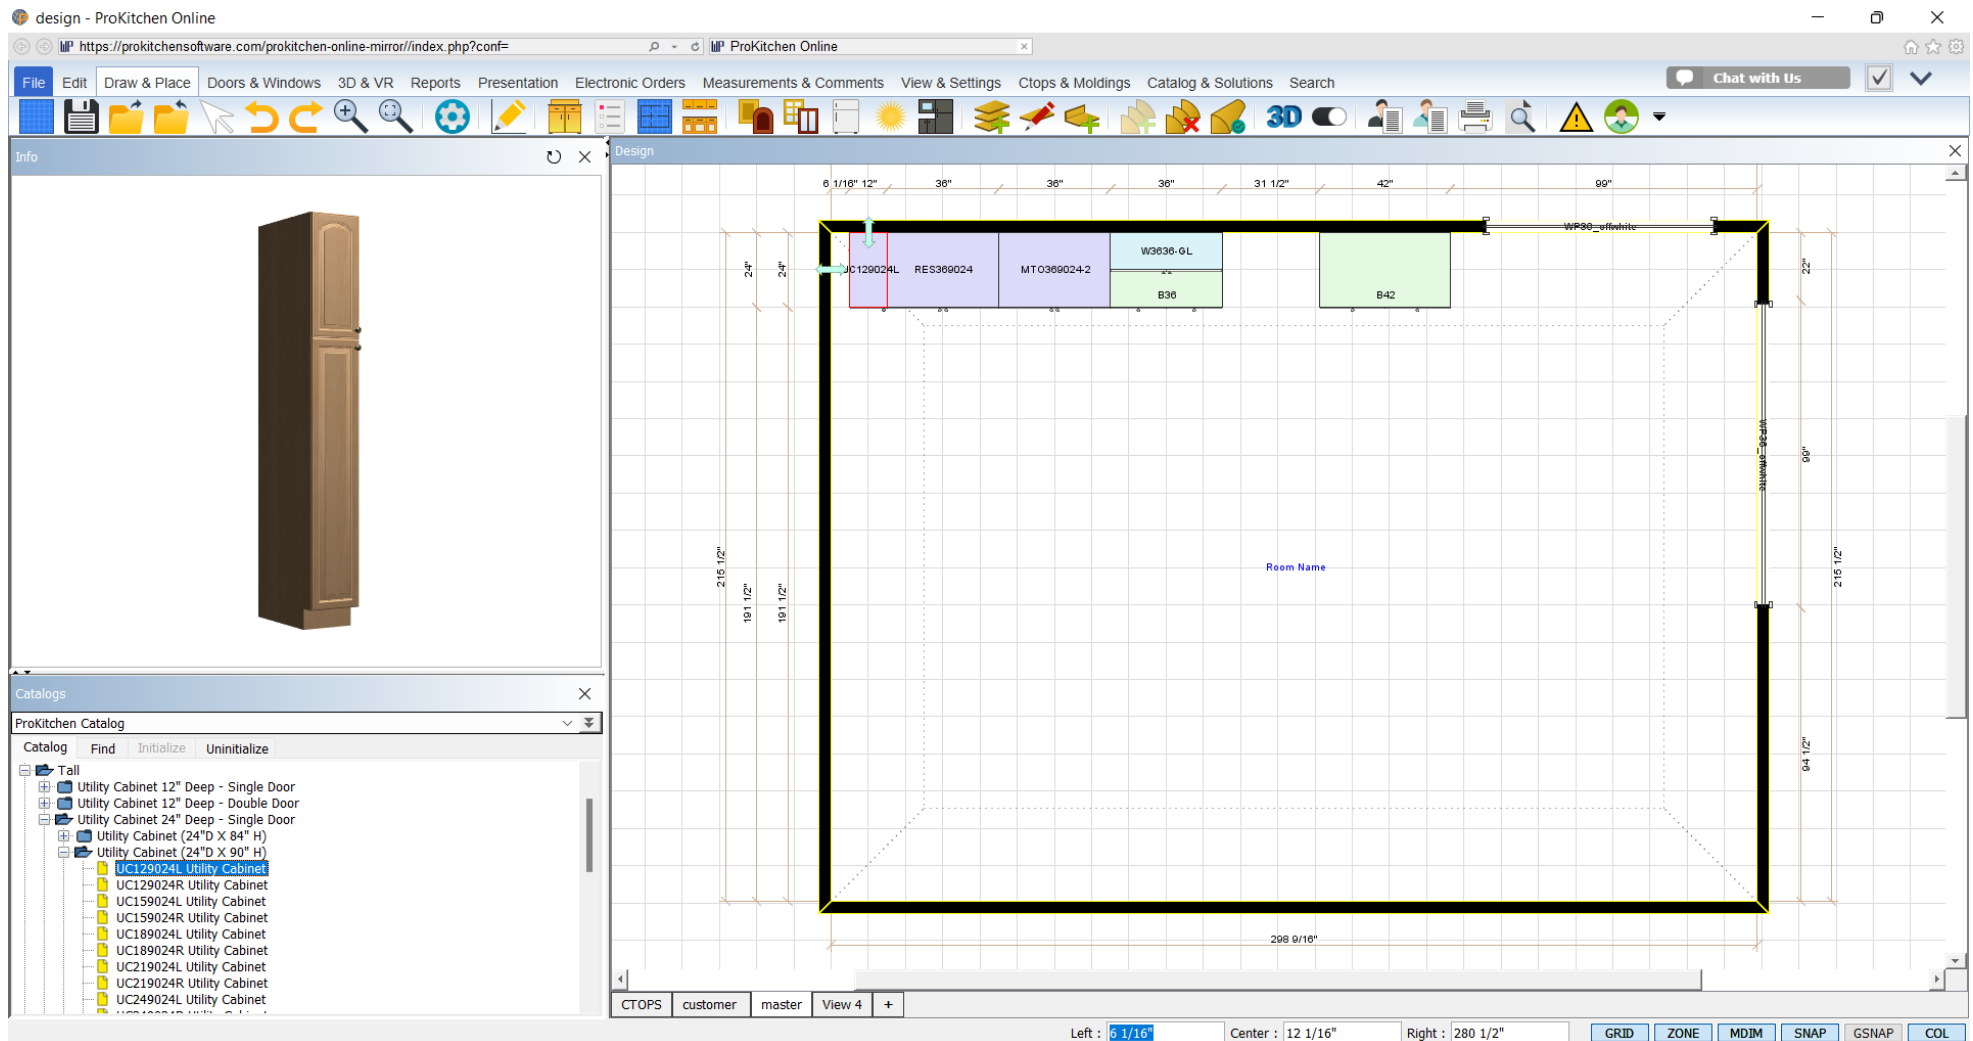 design - ProKitchen Online
https://prokitchensoftware.com/prokitchen-online-mirror//index.php?conf=
ProKitchen Online
File Edit Draw & Place Doors & Windows 3D & VR Reports Presentation Electronic Orders Measurements & Comments View & Settings Ctops & Moldings Catalog & Solutions Search
Chat with Us
3D
Info
Design
6 1/16" 12" 36" 36" 36" 31 1/2" 42" 99"
WP30_offwhite
UC129024L RES369024 MTO369024-2 W3636-GL
B36 B42
24" 24" 22"
WP36_offwhite
99"
Room Name
215 1/2" 191 1/2" 191 1/2" 215 1/2"
94 1/2"
298 9/16"
Catalogs
ProKitchen Catalog
Catalog Find Initialize Uninitialize
Tall
Utility Cabinet 12" Deep - Single Door
Utility Cabinet 12" Deep - Double Door
Utility Cabinet 24" Deep - Single Door
Utility Cabinet (24"D X 84" H)
Utility Cabinet (24"D X 90" H)
UC129024L Utility Cabinet
UC129024R Utility Cabinet
UC159024L Utility Cabinet
UC159024R Utility Cabinet
UC189024L Utility Cabinet
UC189024R Utility Cabinet
UC219024L Utility Cabinet
UC219024R Utility Cabinet
UC249024L Utility Cabinet
CTOPS customer master View 4 +
Left : 6 1/16" Center : 12 1/16" Right : 280 1/2" GRID ZONE MDIM SNAP GSNAP COL